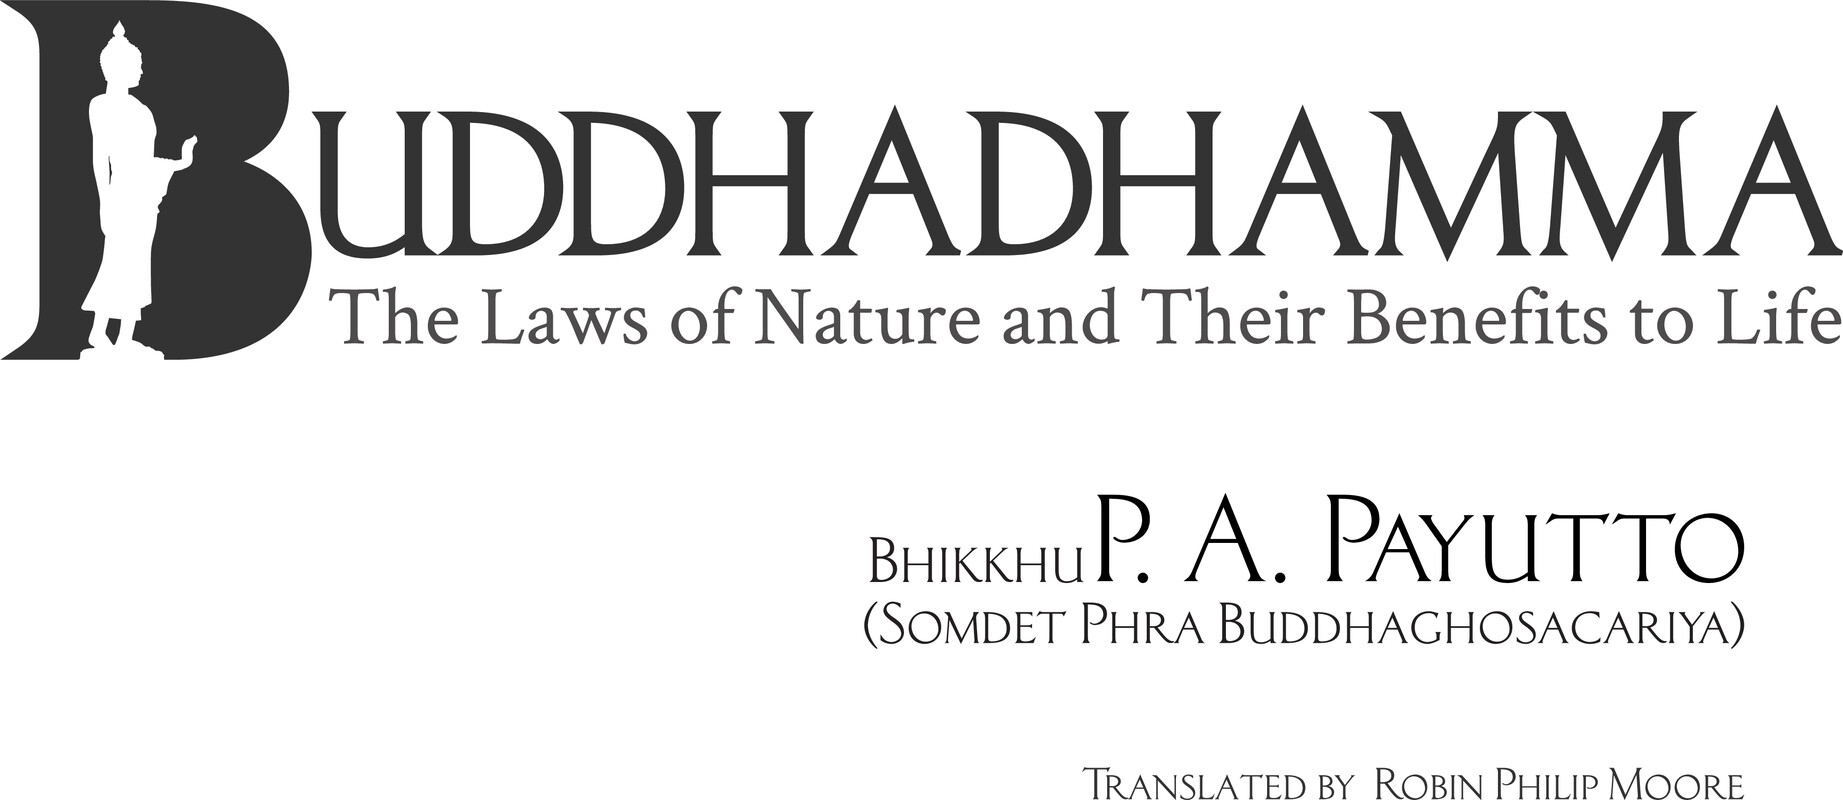 BUDDHADHAMMA
The Laws of Nature and Their Benefits to Life
BHIKKHU P. A. PAYUTTO
(SOMDET PHRA BUDDHAGHOSACARIYA)
TRANSLATED BY ROBIN PHILIP MOORE